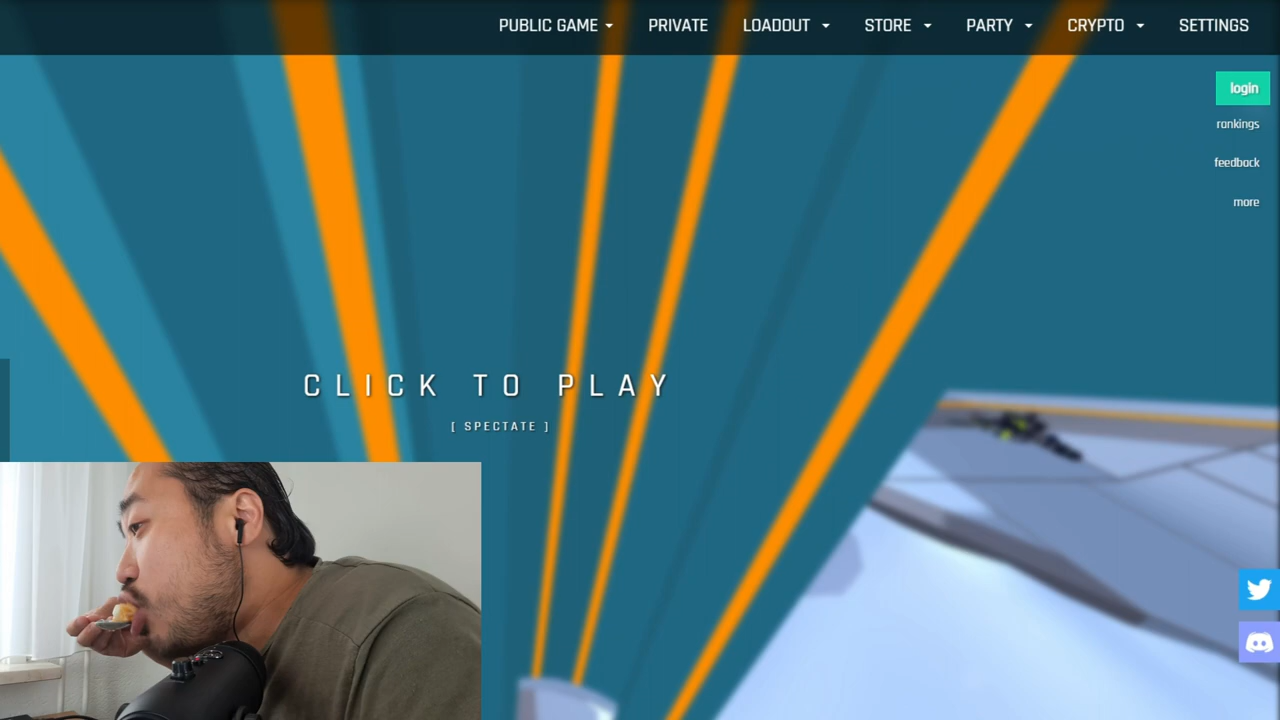 PUBLIC GAME PRIVATE LOADOUT STORE PARTY CRYPTO SETTINGS
login
rankings
feedback
more
CLICK TO PLAY
[ SPECTATE ]